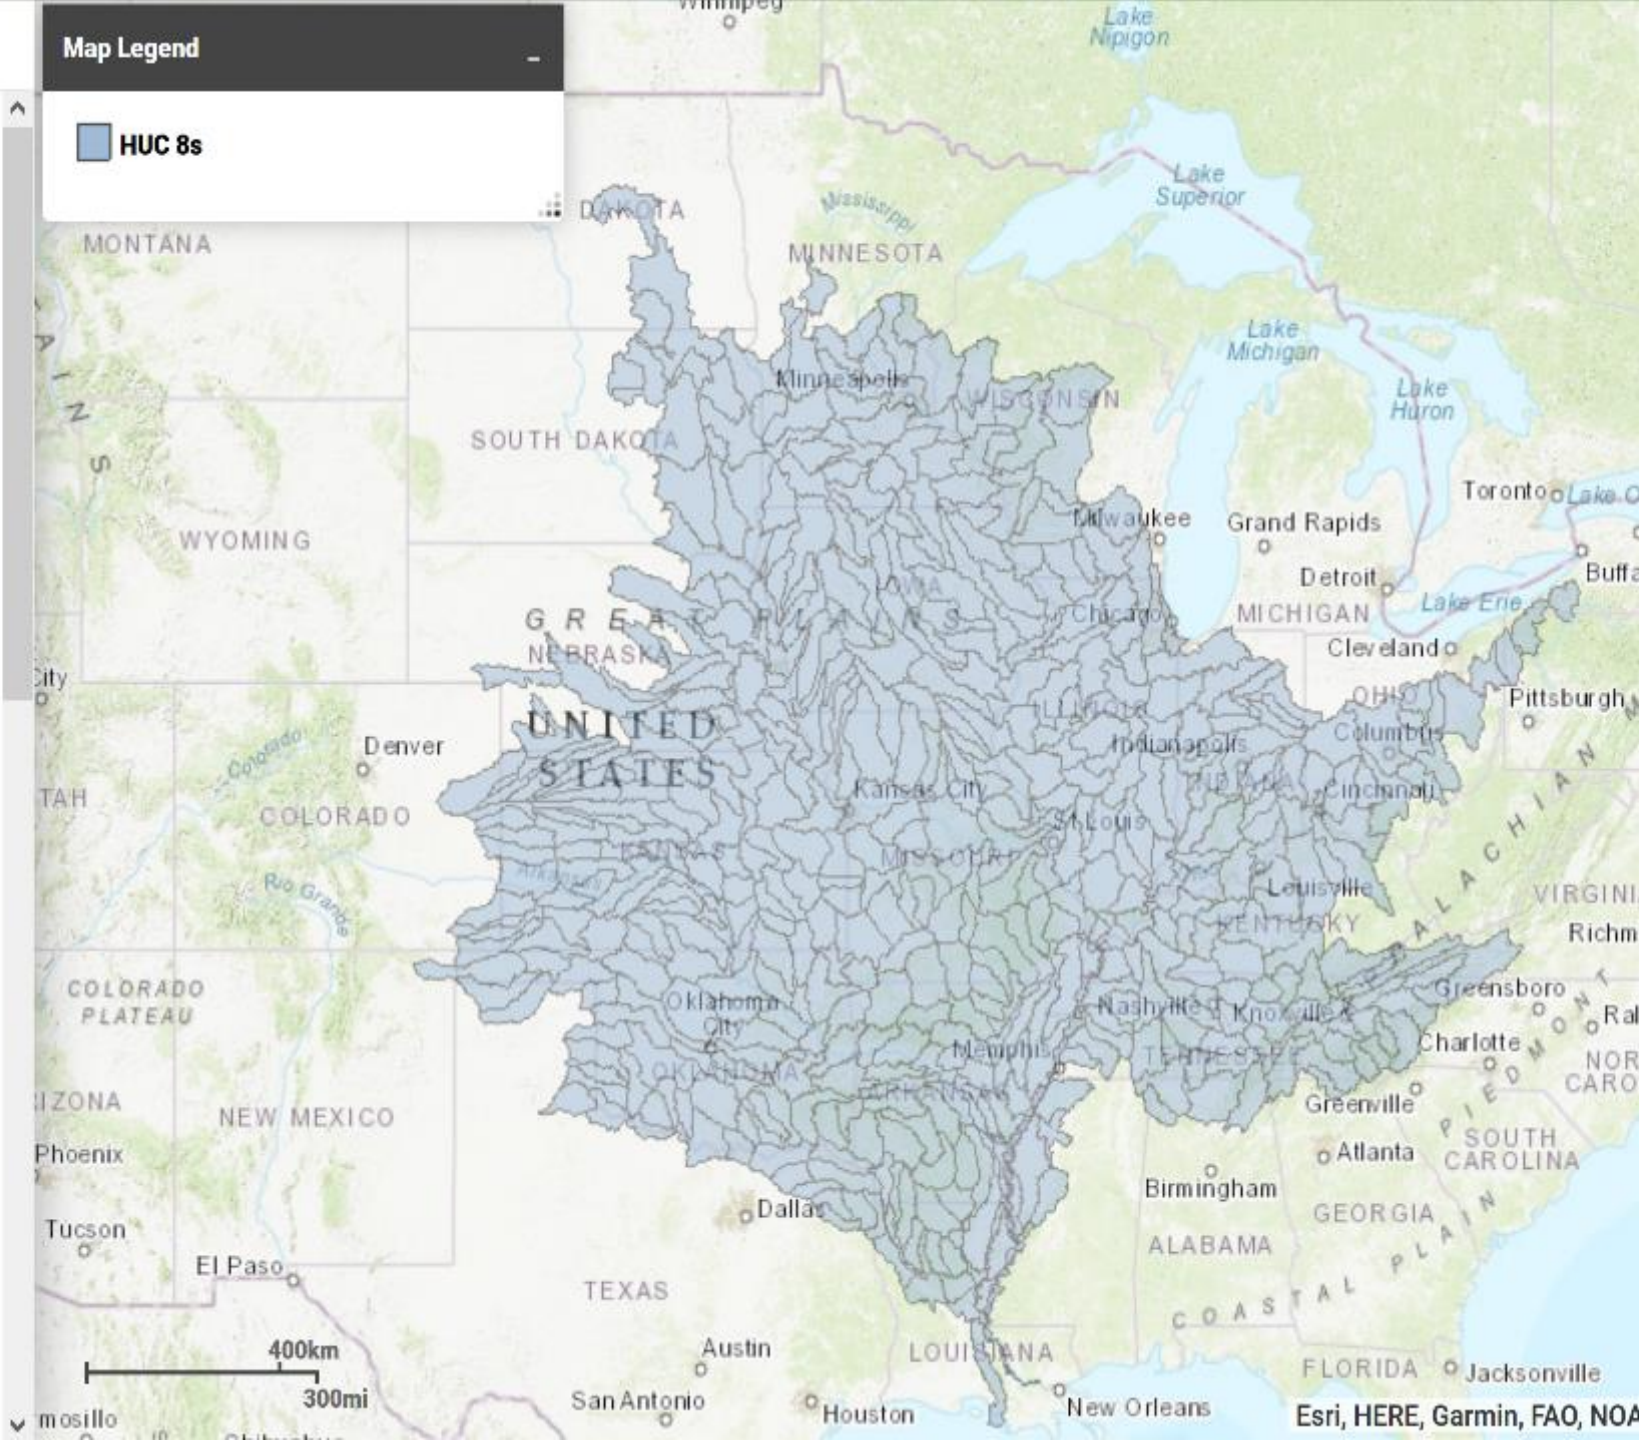 Winnipeg
Map Legend
HUC 8s
Lake
Nipigon
Lake
Superior
Mississippi
DAKOTA
MONTANA
MINNESOTA
Lake
Michigan
Lake
Huron
Minneapolis
WISCONSIN
A
I
N
S
SOUTH DAKOTA
Toronto
Lake O
Milwaukee
Grand Rapids
WYOMING
Detroit
Buffa
IOWA
Lake Erie
Chicago
MICHIGAN
GREAT PLAINS
Cleveland
NEBRASKA
City
OHIO
Pittsburgh
ILLINOIS
UNITED
STATES
Columbus
Indianapolis
Denver
Colorado
INDIANA
Cincinnati
Kansas City
TAH
COLORADO
St Louis
KANSAS
MISSOURI
Arkansas
Rio Grande
Louisville
VIRGINI
KENTUCKY
Richm
APPALACHIAN M
COLORADO
PLATEAU
Oklahoma
City
Nashville
Knoxville
Greensboro
Ral
Memphis
TENNESSEE
Charlotte
NOR
CARO
OKLAHOMA
ARKANSAS
IZONA
NEW MEXICO
Greenville
PIEDMONT
Phoenix
Atlanta
SOUTH
CAROLINA
Birmingham
Dallas
GEORGIA
Tucson
ALABAMA
El Paso
TEXAS
COASTAL PLAIN
400km
300mi
Austin
LOUISIANA
FLORIDA
Jacksonville
San Antonio
Houston
New Orleans
mosillo
Esri, HERE, Garmin, FAO, NOA